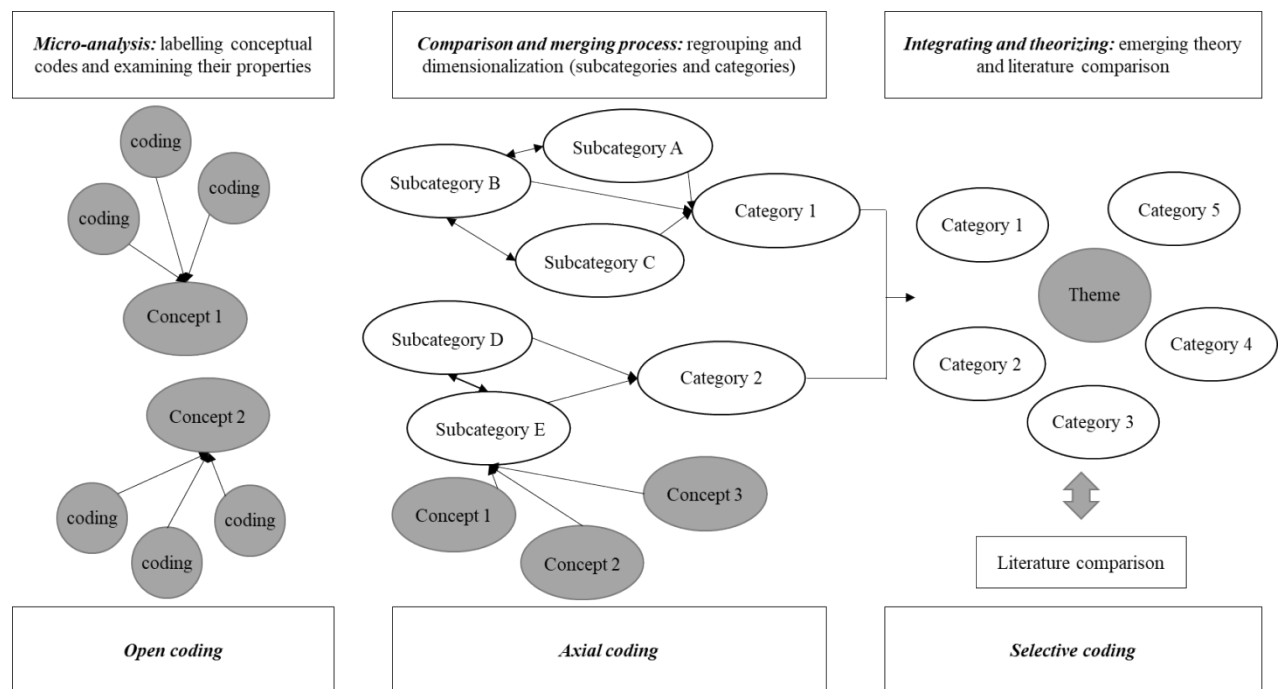 Micro-analysis: labelling conceptual
codes and examining their properties
coding
coding
coding
Concept 1
Concept 2
coding
coding
coding
Open coding
Comparison and merging process: regrouping and
dimensionalization (subcategories and categories)
Subcategory A
Subcategory B
Category 1
Subcategory C
Subcategory D
Category 2
Subcategory E
Concept 3
Concept 1
Concept 2
Axial coding
Integrating and theorizing: emerging theory
and literature comparison
Category 5
Category 1
Theme
Category 4
Category 2
Category 3
Literature comparison
Selective coding